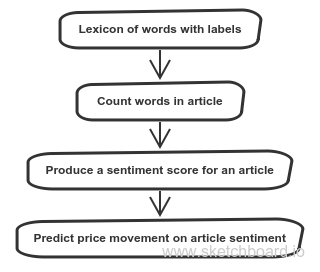 Lexicon of words with labels
Count words in article
Produce a sentiment score for an article
Predict price movement on article sentiment
www.sketchboard.io